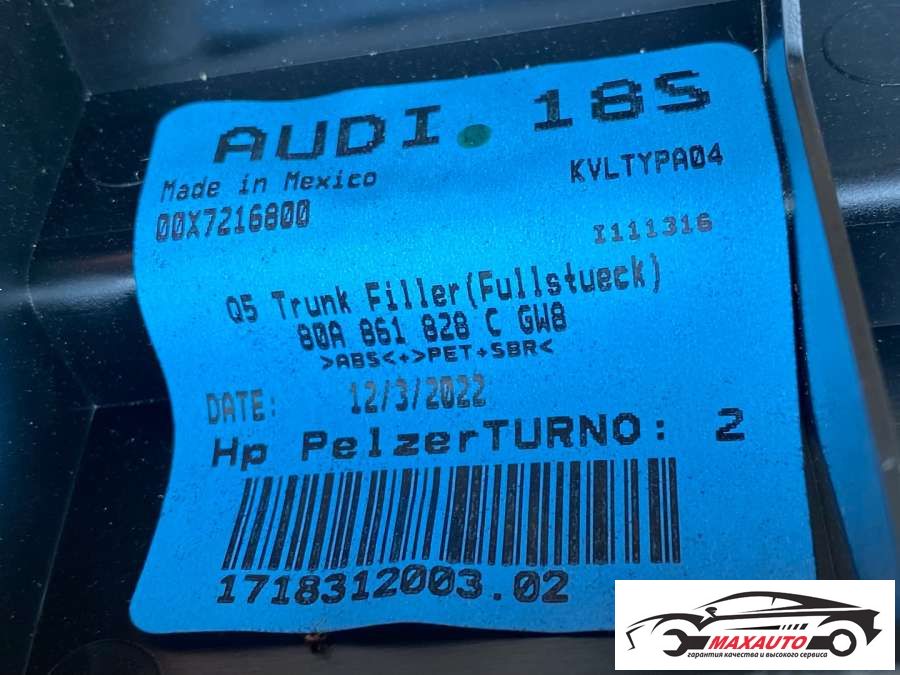 AUDI. 18S
Made in Mexico
KVLTYPA04
00X7216800
I111316
Q5 Trunk Filler(Fullstueck)
80A 861 828 C GW8
>ABS<+>PET+SBR<
DATE: 12/3/2022
Hp PelzerTURNO: 2
1718312003.02
MAXAUTO
гарантия качества и высокого сервиса